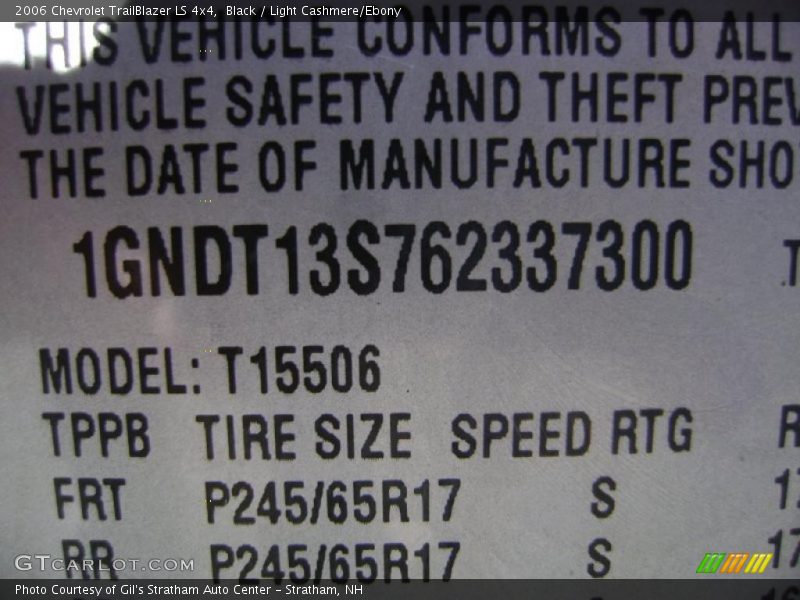 2006 Chevrolet TrailBlazer LS 4x4, Black / Light Cashmere/Ebony
THIS VEHICLE CONFORMS TO ALL
VEHICLE SAFETY AND THEFT PREV
THE DATE OF MANUFACTURE SHO
1GNDT13S762337300 T
MODEL: T15506
TPPB TIRE SIZE SPEED RTG R
FRT P245/65R17 S 17
RR P245/65R17 S 17
GTCarLot.com
Photo Courtesy of Gil's Stratham Auto Center - Stratham, NH